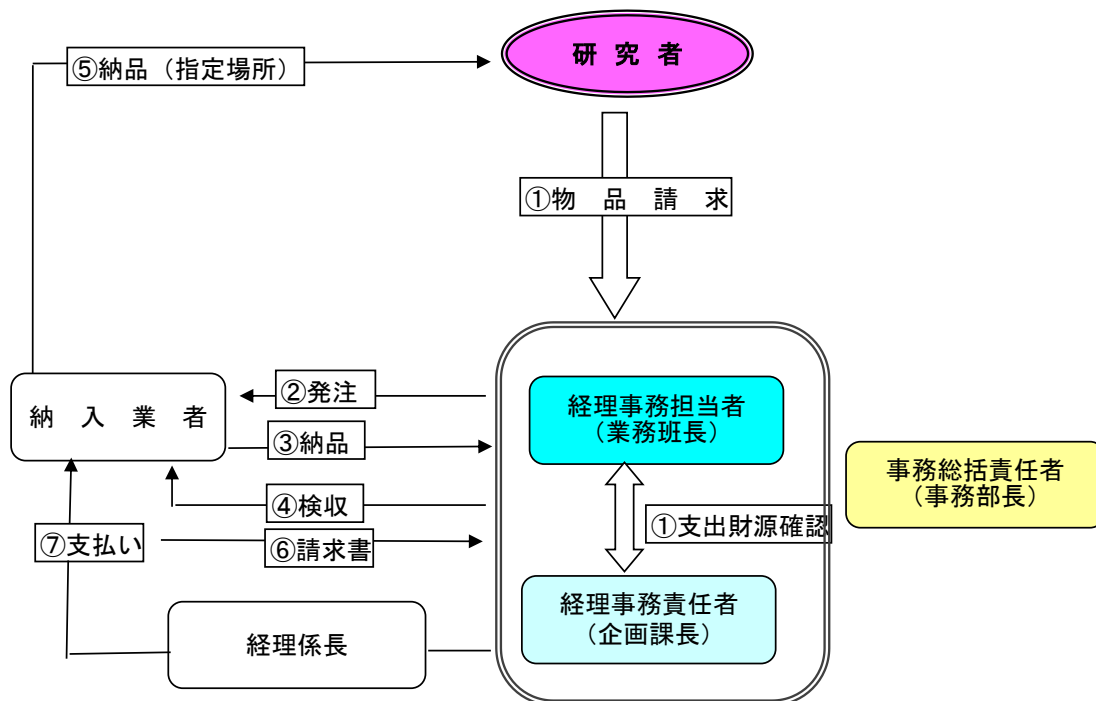 研 究 者
⑤納品（指定場所）
①物 品 請 求
②発注
経理事務担当者
（業務班長）
納 入 業 者
③納品
事務総括責任者
（事務部長）
④検収
①支出財源確認
⑦支払い
⑥請求書
経理事務責任者
（企画課長）
経理係長